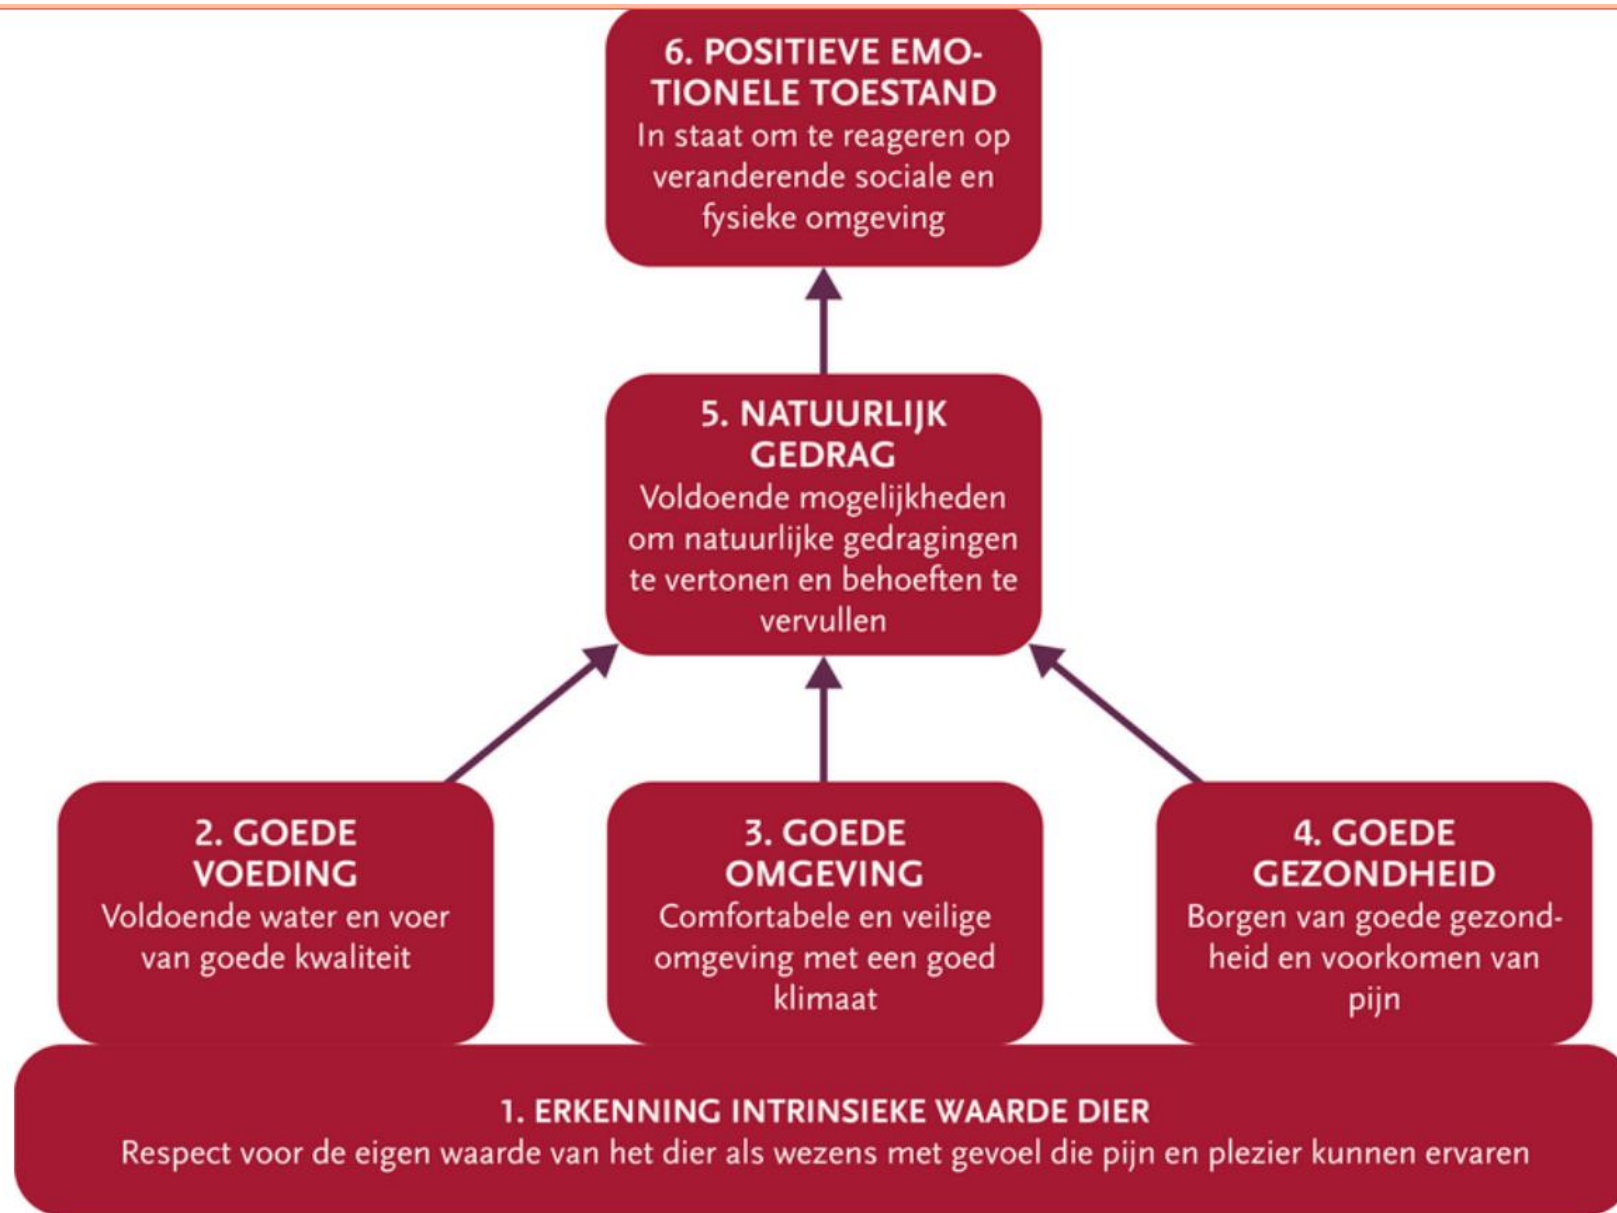 6. POSITIEVE EMO-
TIONELE TOESTAND
In staat om te reageren op
veranderende sociale en
fysieke omgeving
5. NATUURLIJK
GEDRAG
Voldoende mogelijkheden
om natuurlijke gedragingen
te vertonen en behoeften te
vervullen
2. GOEDE
VOEDING
Voldoende water en voer
van goede kwaliteit
3. GOEDE
OMGEVING
Comfortabele en veilige
omgeving met een goed
klimaat
4. GOEDE
GEZONDHEID
Borgen van goede gezond-
heid en voorkomen van
pijn
1. ERKENNING INTRINSIEKE WAARDE DIER
Respect voor de eigen waarde van het dier als wezens met gevoel die pijn en plezier kunnen ervaren